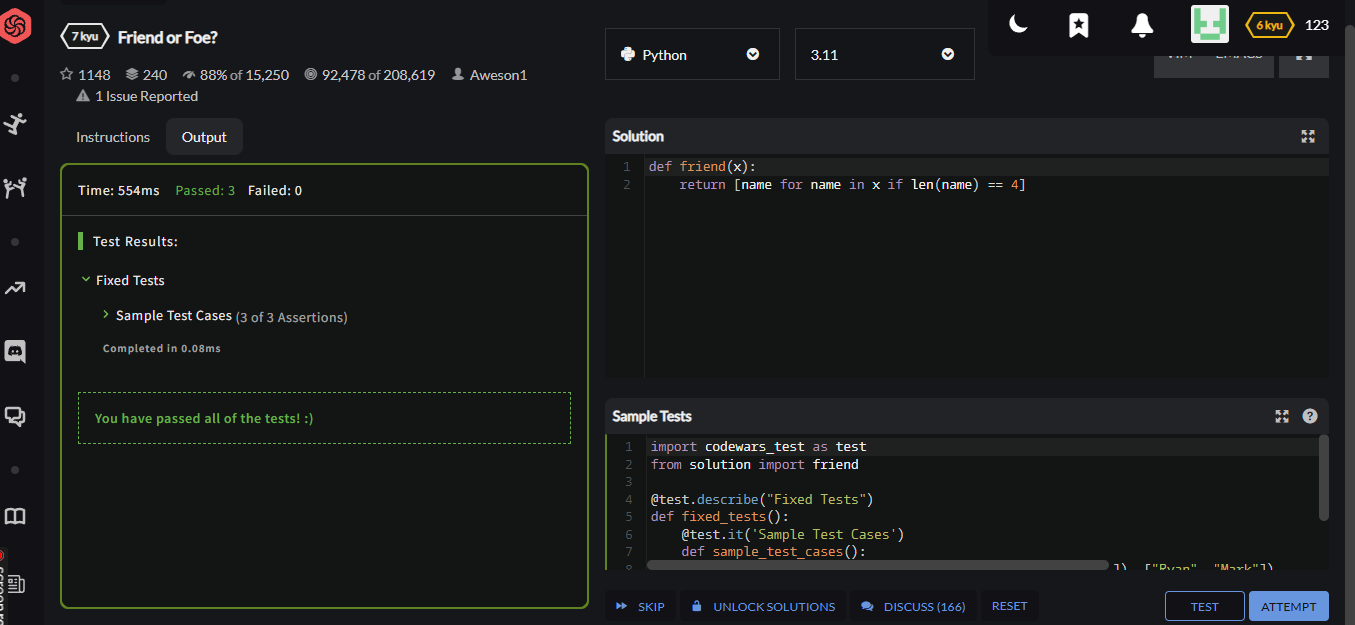 7 kyu Friend or Foe?
1148 240 88% of 15,250 92,478 of 208,619 Aweson1
1 Issue Reported
Instructions Output
Time: 554ms Passed: 3 Failed: 0
Test Results:
Fixed Tests
Sample Test Cases (3 of 3 Assertions)
Completed in 0.08ms
You have passed all of the tests! :)
6 kyu 123
Python 3.11
VIM EMACS
Solution
1 def friend(x):
2 return [name for name in x if len(name) == 4]
Sample Tests
1 import codewars_test as test
2 from solution import friend
3
4 @test.describe("Fixed Tests")
5 def fixed_tests():
6 @test.it('Sample Test Cases')
7 def sample_test_cases():
8 ]), ["Ryan", "Mark"])
SKIP UNLOCK SOLUTIONS DISCUSS (166) RESET TEST ATTEMPT